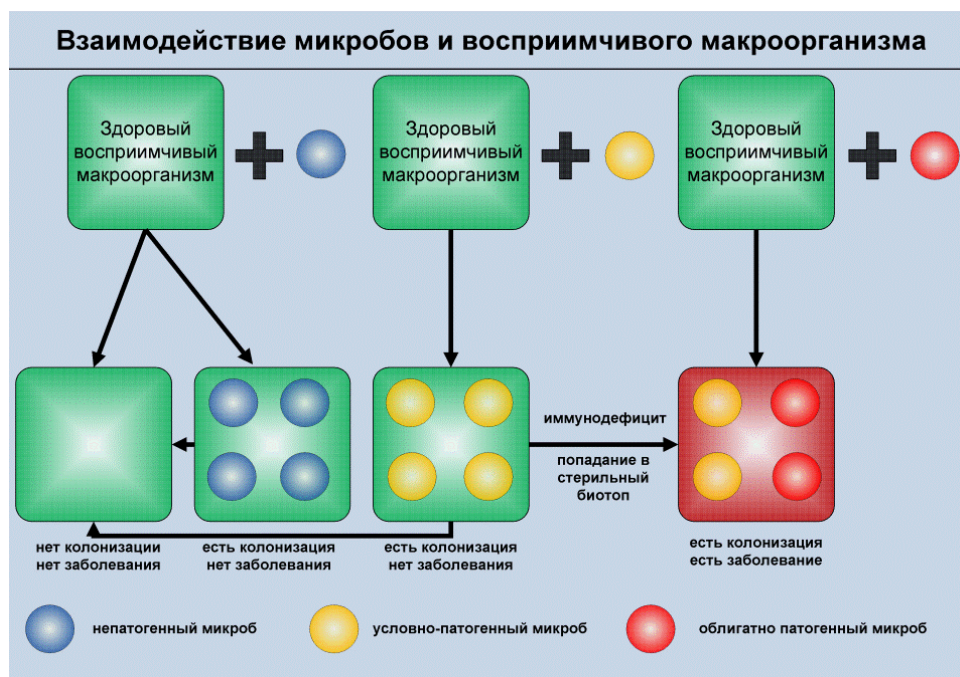 Взаимодействие микробов и восприимчивого макроорганизма
Здоровый
восприимчивый
макроорганизм
Здоровый
восприимчивый
макроорганизм
Здоровый
восприимчивый
макроорганизм
иммунодефицит
попадание в
стерильный
биотоп
нет колонизации
нет заболевания
есть колонизация
нет заболевания
есть колонизация
нет заболевания
есть колонизация
есть заболевание
непатогенный микроб
условно-патогенный микроб
облигатно патогенный микроб